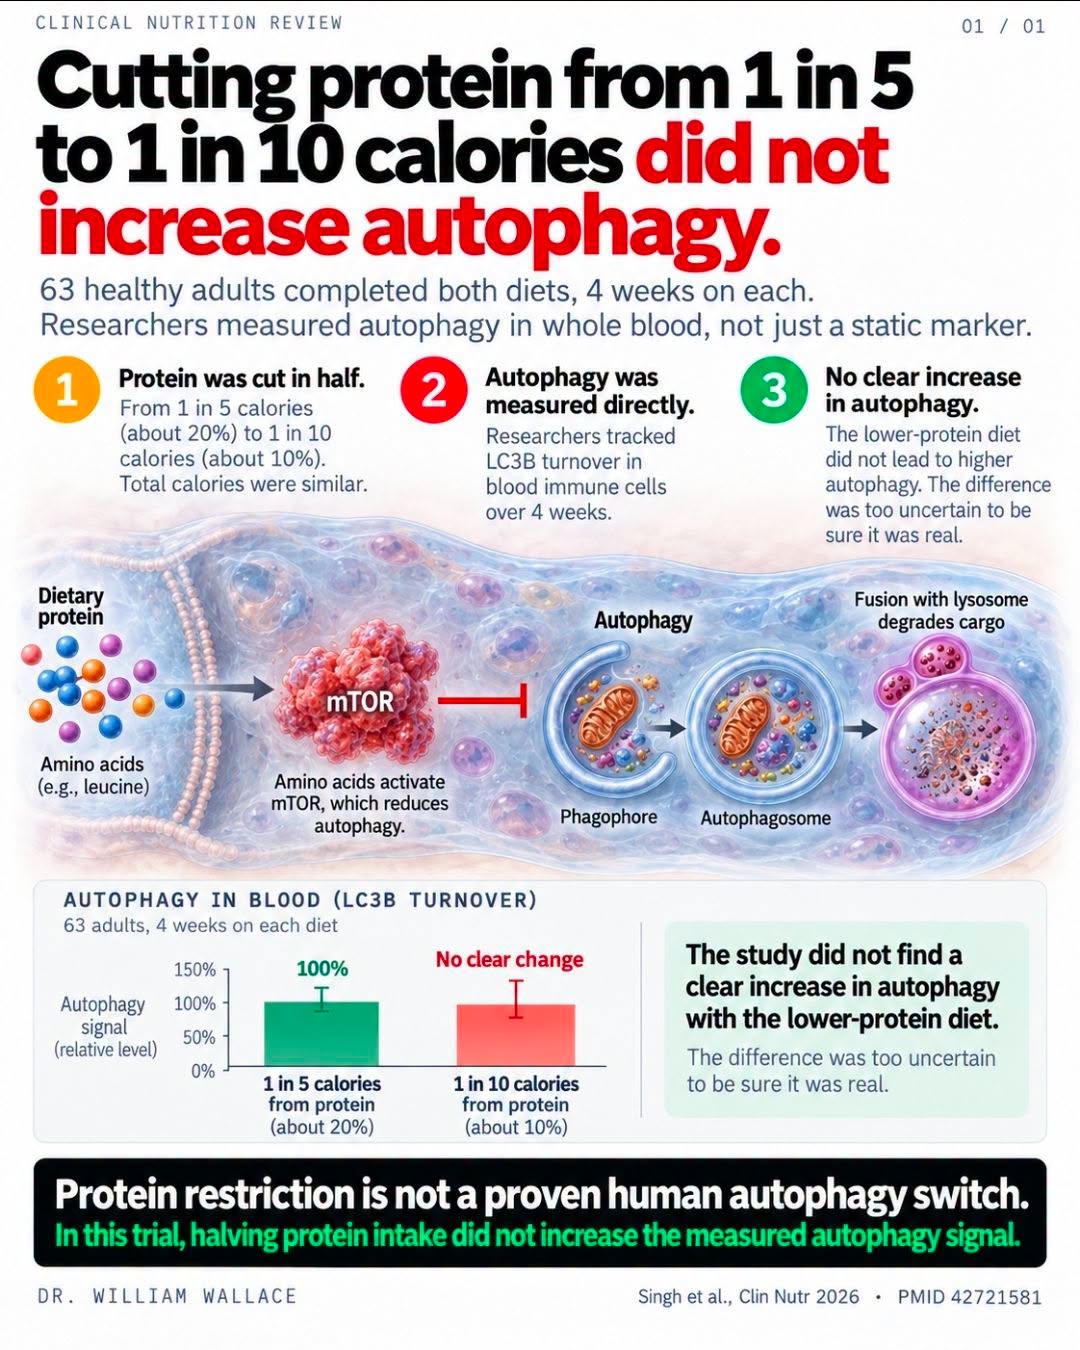 CLINICAL NUTRITION REVIEW
01 / 01
Cutting protein from 1 in 5
to 1 in 10 calories did not
increase autophagy.
63 healthy adults completed both diets, 4 weeks on each.
Researchers measured autophagy in whole blood, not just a static marker.
1
Protein was cut in half.
From 1 in 5 calories
(about 20%) to 1 in 10
calories (about 10%).
Total calories were similar.
2
Autophagy was
measured directly.
Researchers tracked
LC3B turnover in
blood immune cells
over 4 weeks.
3
No clear increase
in autophagy.
The lower-protein diet
did not lead to higher
autophagy. The difference
was too uncertain to be
sure it was real.
Dietary
protein
Amino acids
(e.g., leucine)
mTOR
Amino acids activate
mTOR, which reduces
autophagy.
Autophagy
Phagophore
Autophagosome
Fusion with lysosome
degrades cargo
AUTOPHAGY IN BLOOD (LC3B TURNOVER)
63 adults, 4 weeks on each diet
Autophagy
signal
(relative level)
150%
100%
50%
0%
100%
No clear change
1 in 5 calories
from protein
(about 20%)
1 in 10 calories
from protein
(about 10%)
The study did not find a
clear increase in autophagy
with the lower-protein diet.
The difference was too uncertain
to be sure it was real.
Protein restriction is not a proven human autophagy switch.
In this trial, halving protein intake did not increase the measured autophagy signal.
DR. WILLIAM WALLACE
Singh et al., Clin Nutr 2026 • PMID 42721581